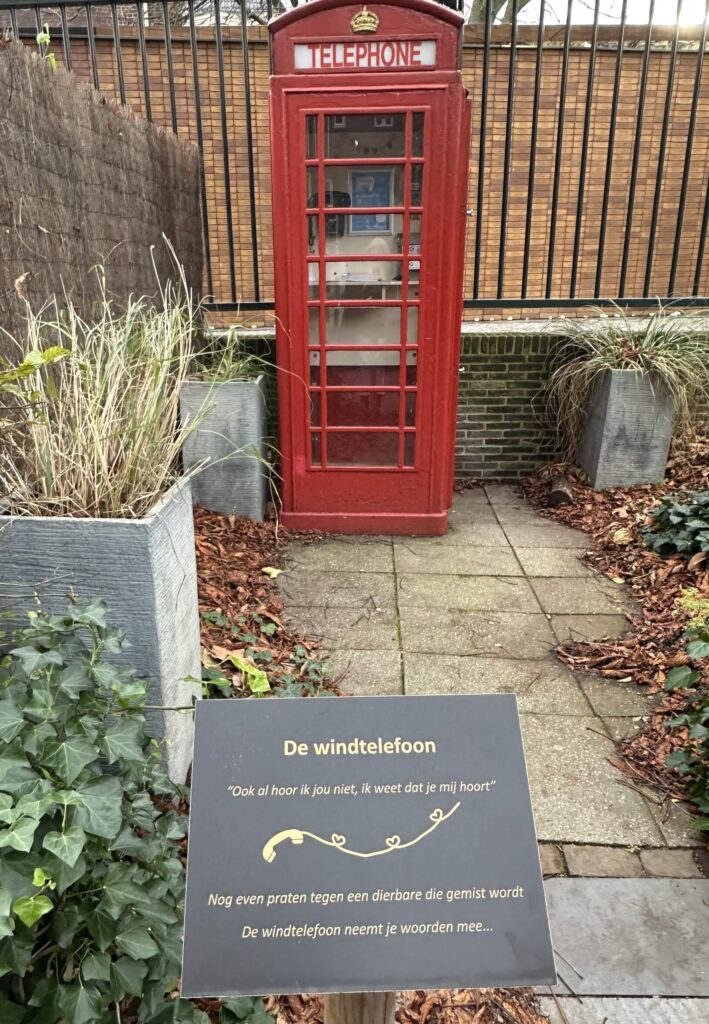 TELEPHONE
De windtelefoon
“Ook al hoor ik jou niet, ik weet dat je mij hoort”
Nog even praten tegen een dierbare die gemist wordt
De windtelefoon neemt je woorden mee...